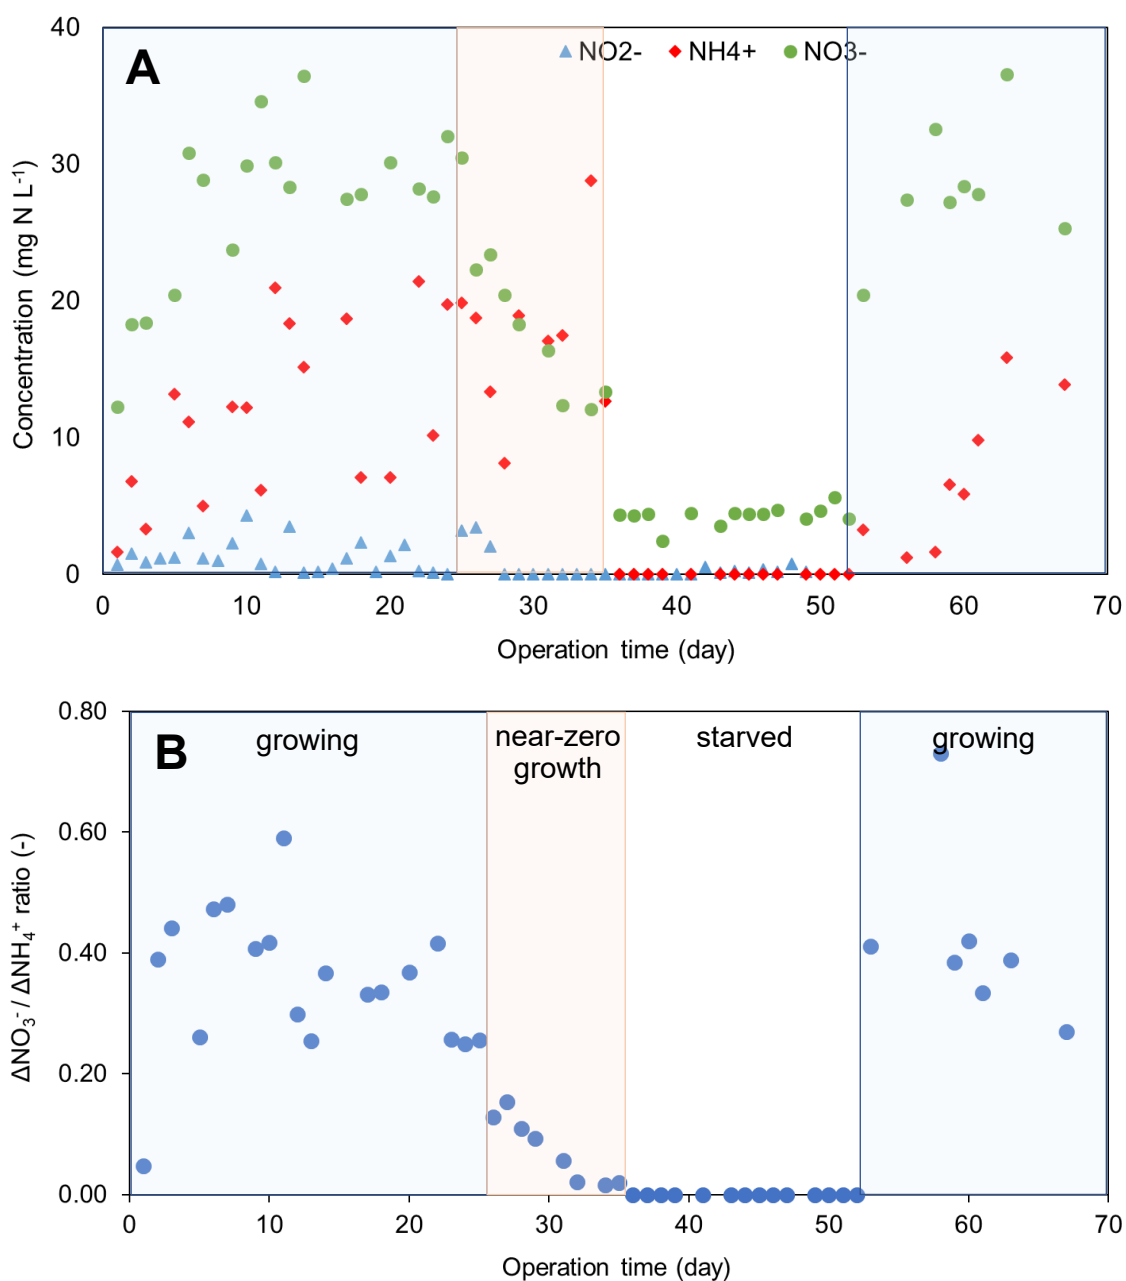 40
A
NO2- NH4+ NO3-
30
20
10
0
Concentration (mg N L⁻¹)
0 10 20 30 40 50 60 70
Operation time (day)
0.80
B
growing
near-zero
growth
starved
growing
0.60
0.40
0.20
0.00
ΔNO₃⁻ / ΔNH₄⁺ ratio (-)
0 10 20 30 40 50 60 70
Operation time (day)